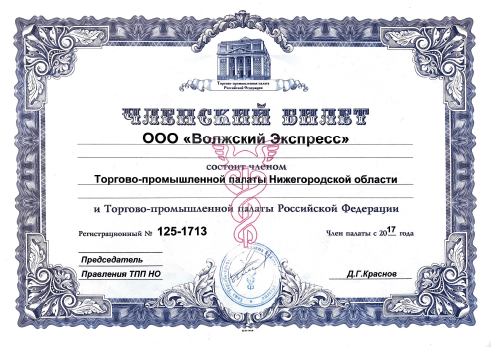 Торгово-промышленная палата
Российской Федерации
ЧЛЕНСКИЙ БИЛЕТ
ООО «Волжский Экспресс»
состоит членом
Торгово-промышленной палаты Нижегородской области
и Торгово-промышленной палаты Российской Федерации
Регистрационный № 125-1713 Член палаты с 2017 года
Председатель
Правления ТПП НО Д.Г.Краснов